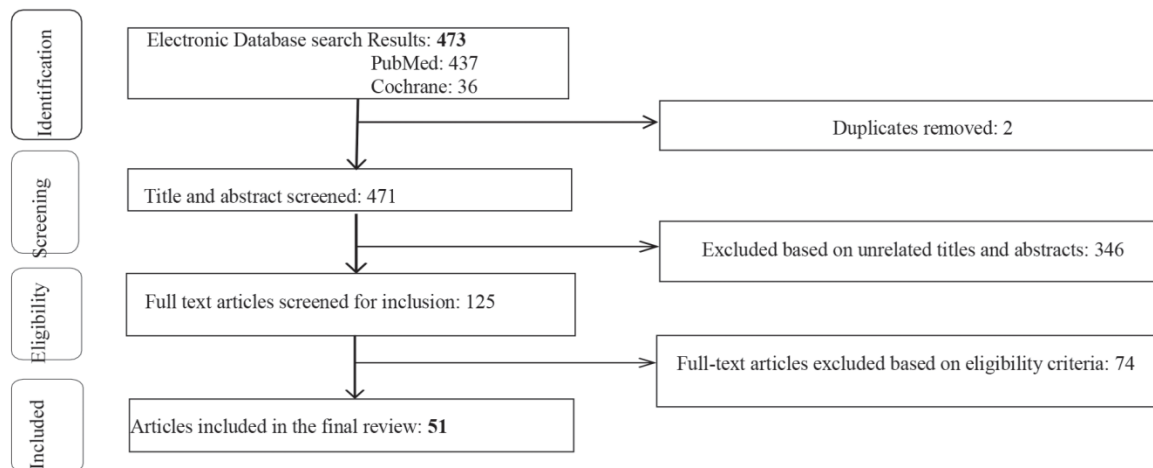 Identification
Electronic Database search Results: 473
PubMed: 437
Cochrane: 36
Duplicates removed: 2
Screening
Title and abstract screened: 471
Excluded based on unrelated titles and abstracts: 346
Eligibility
Full text articles screened for inclusion: 125
Full-text articles excluded based on eligibility criteria: 74
Included
Articles included in the final review: 51